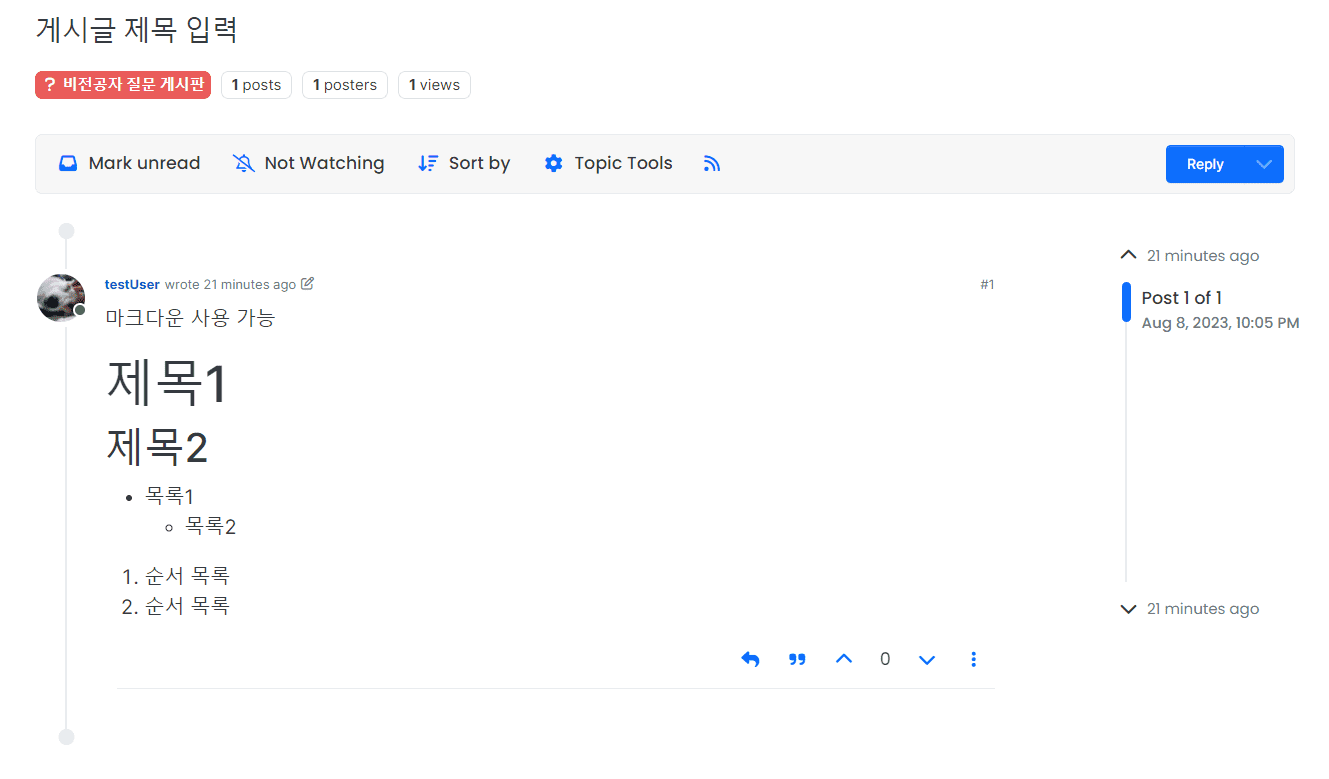 게시글 제목 입력
? 비전공자 질문 게시판 1 posts 1 posters 1 views
Mark unread Not Watching Sort by Topic Tools Reply
21 minutes ago
testUser wrote 21 minutes ago #1
Post 1 of 1
Aug 8, 2023, 10:05 PM
마크다운 사용 가능
제목1
제목2
• 목록1
◦ 목록2
1. 순서 목록
2. 순서 목록
21 minutes ago
0